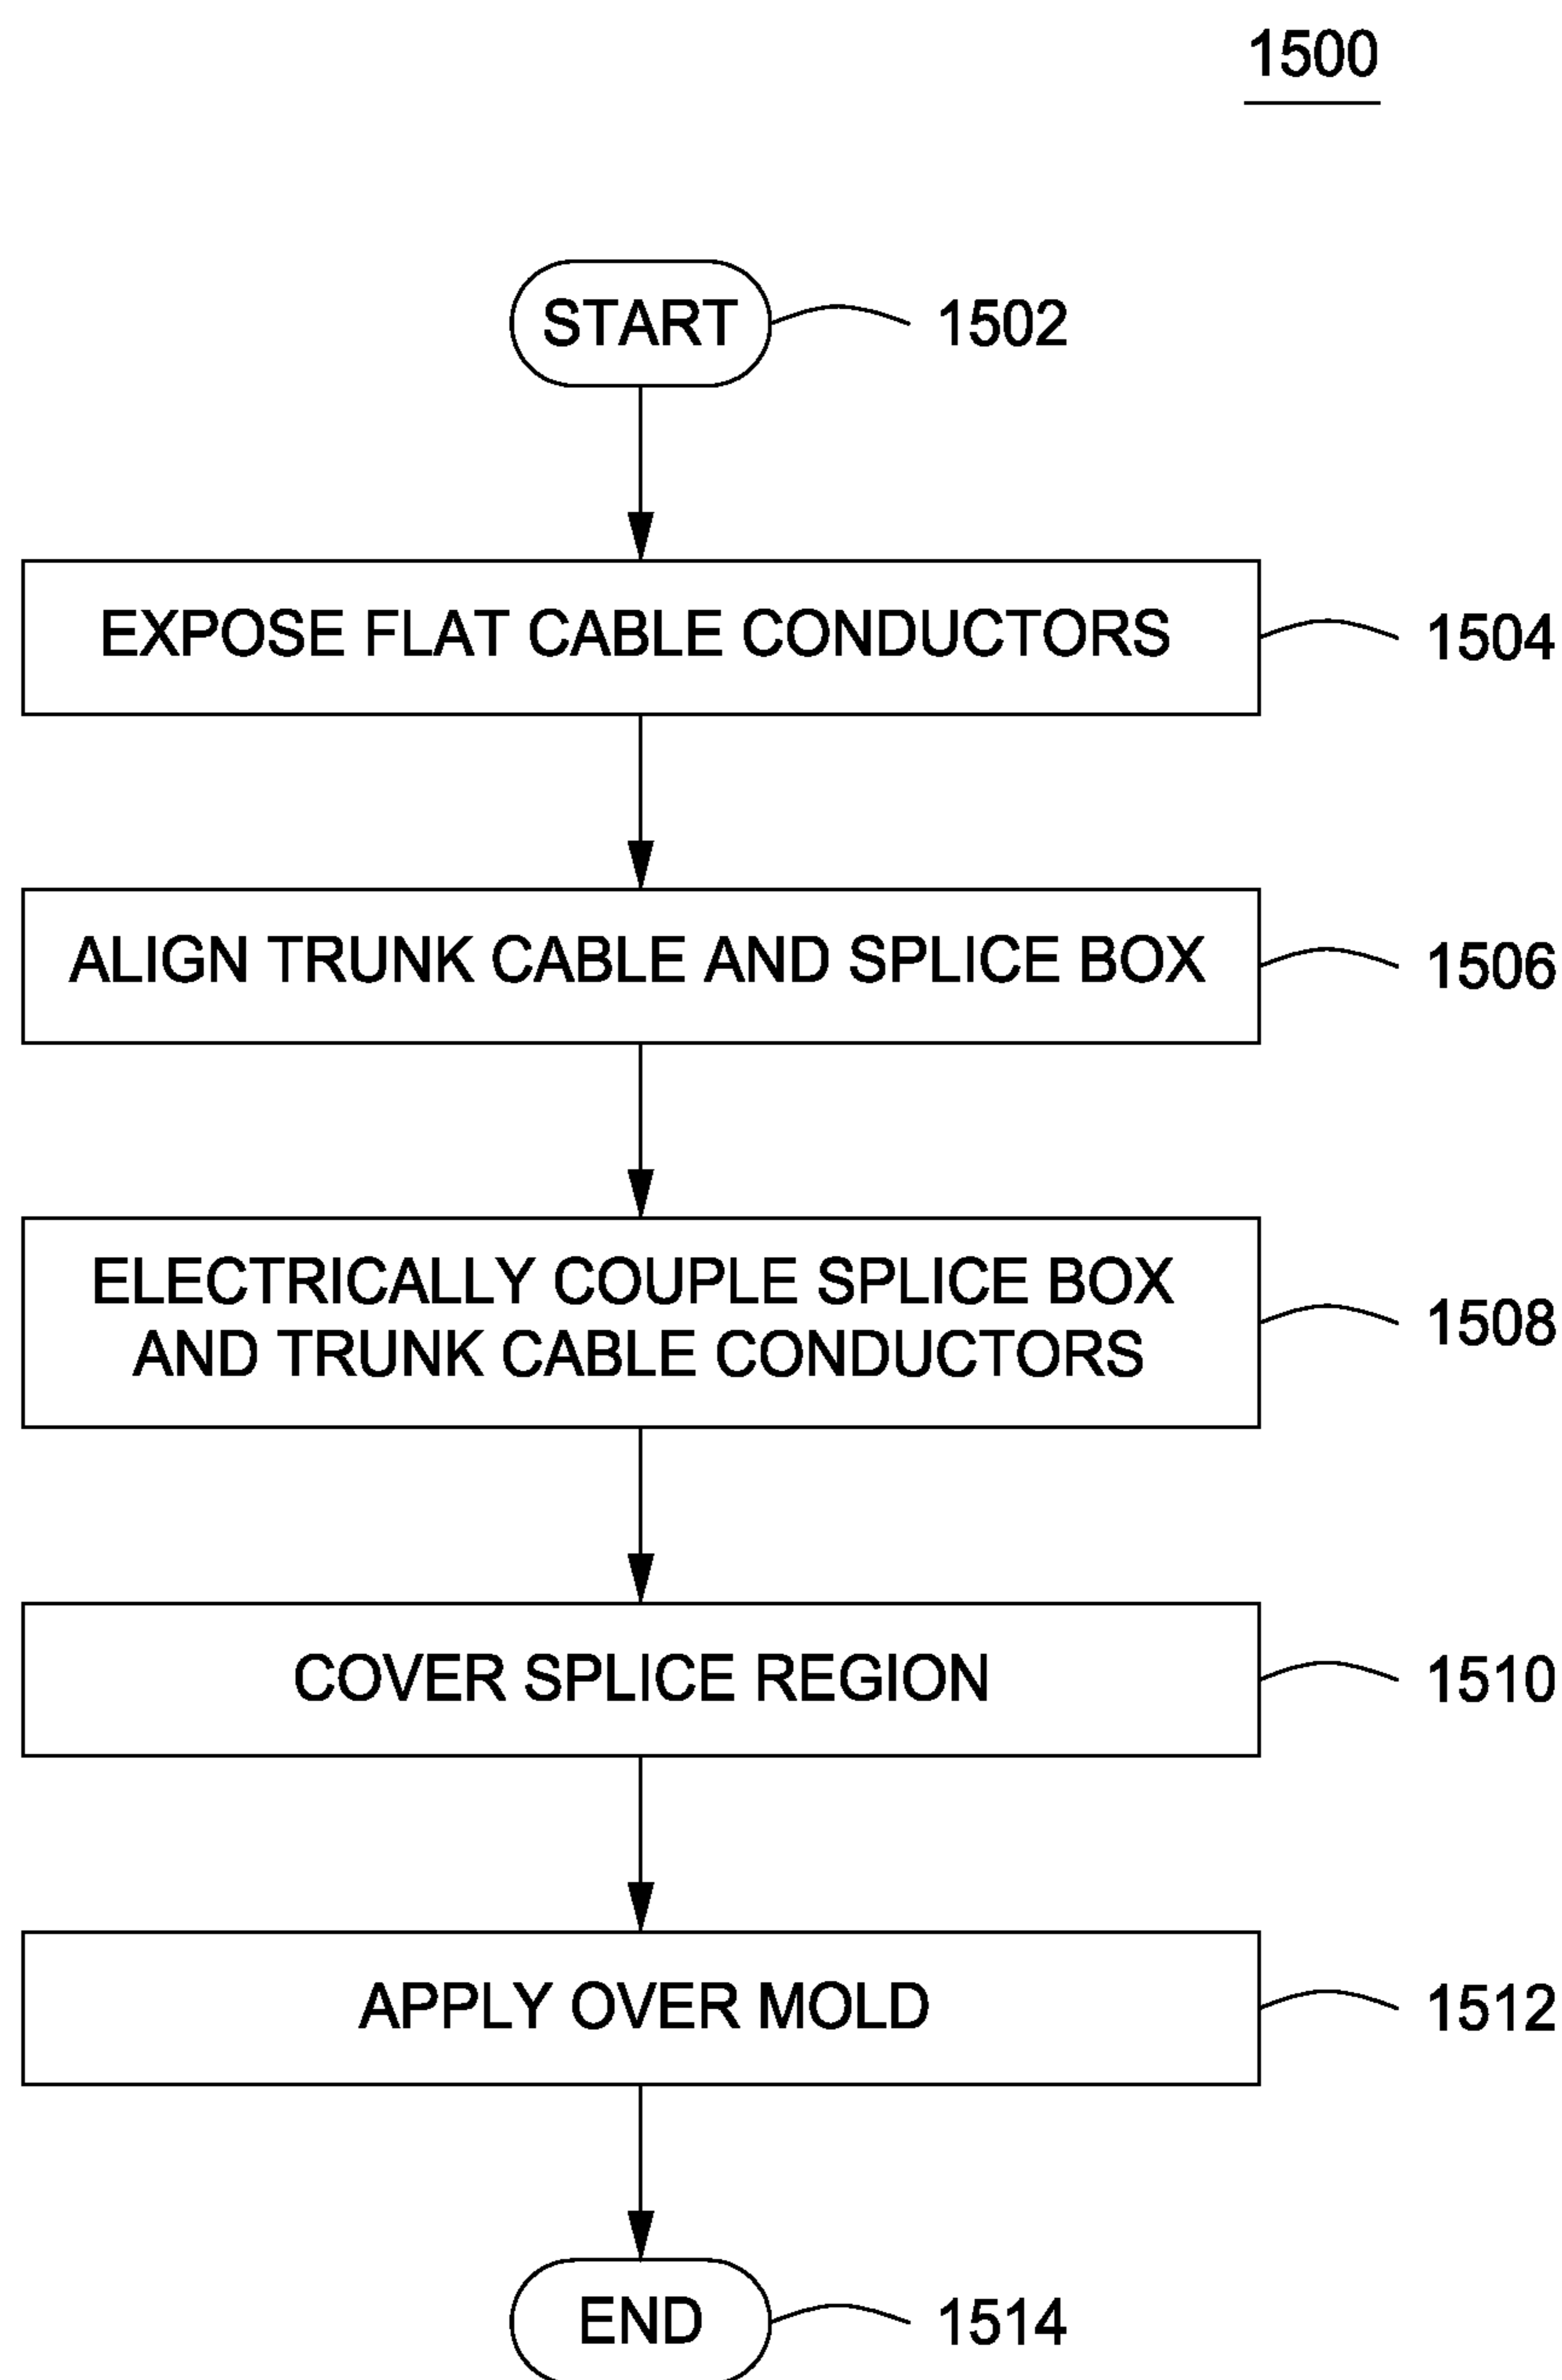 1500
START
1502
EXPOSE FLAT CABLE CONDUCTORS
1504
ALIGN TRUNK CABLE AND SPLICE BOX
1506
ELECTRICALLY COUPLE SPLICE BOX
AND TRUNK CABLE CONDUCTORS
1508
COVER SPLICE REGION
1510
APPLY OVER MOLD
1512
END
1514